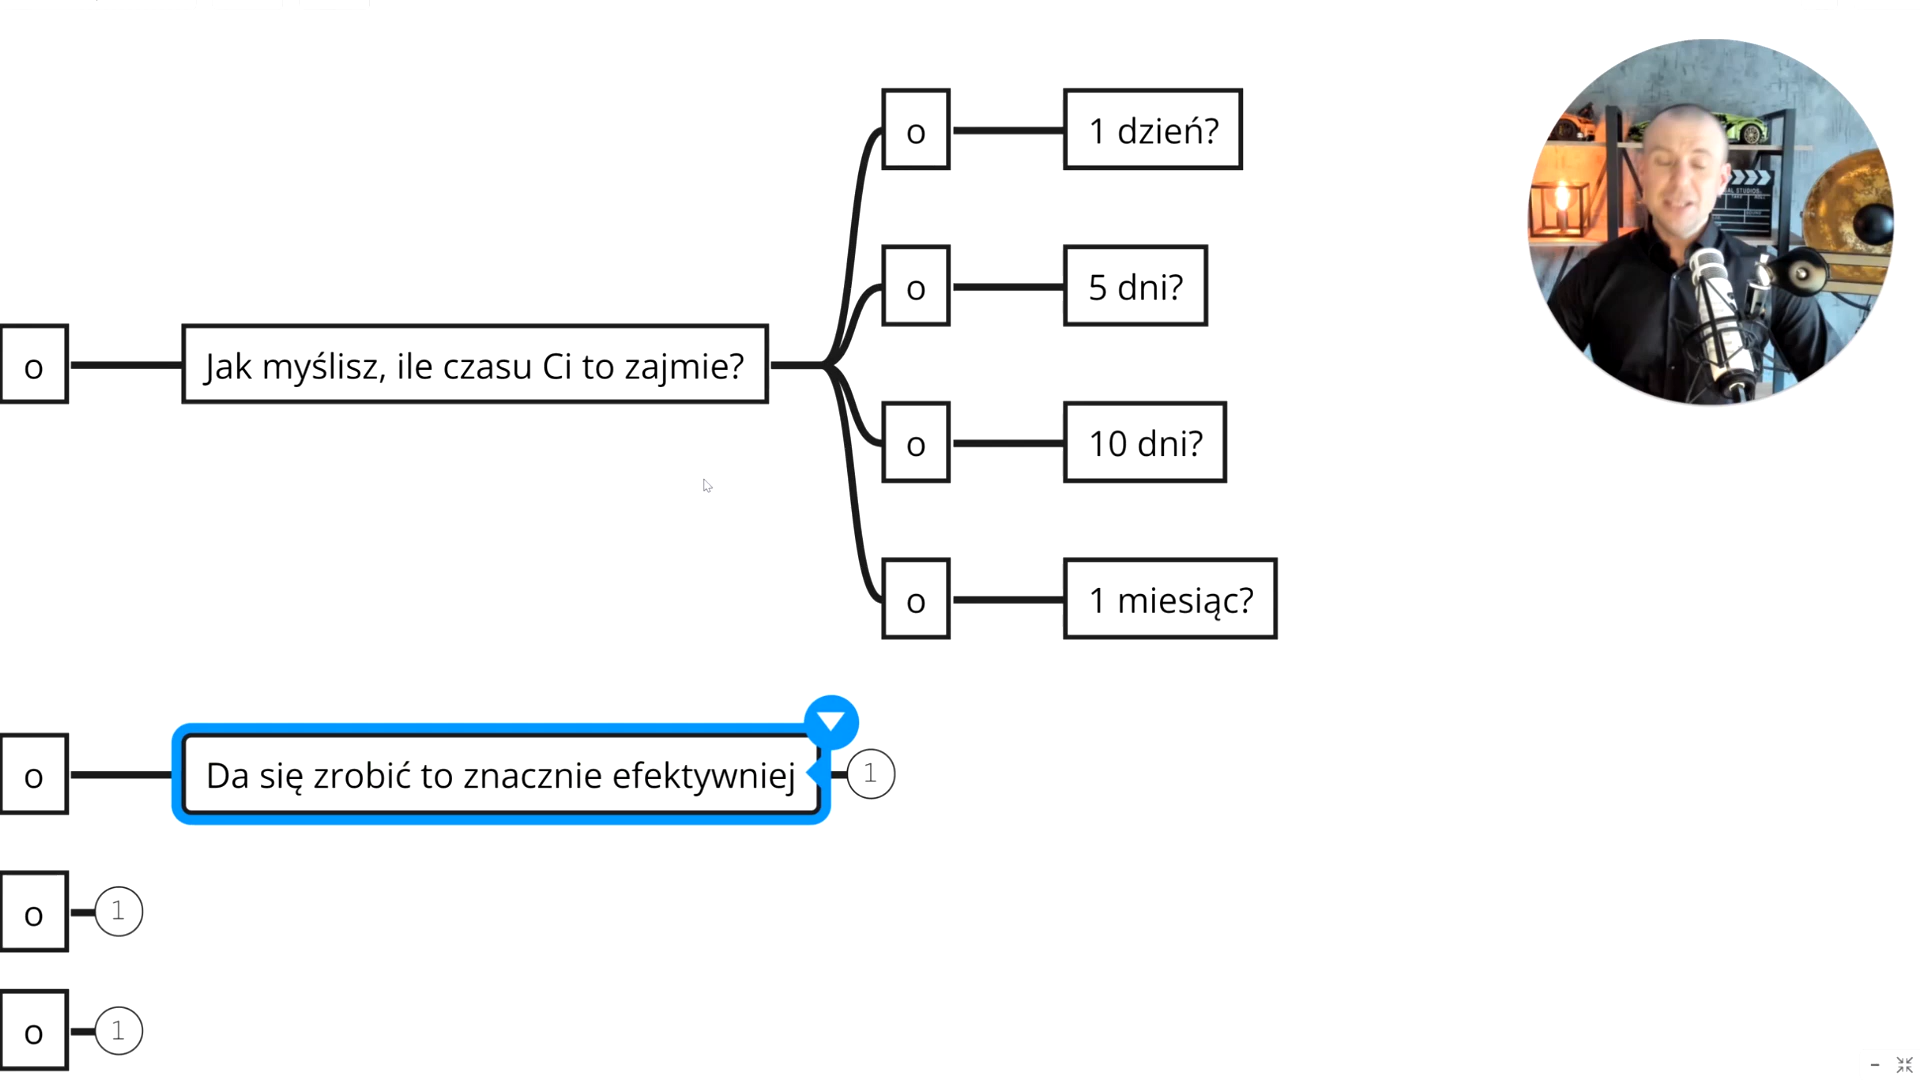 o
1 dzień?
o
5 dni?
o
Jak myślisz, ile czasu Ci to zajmie?
o
10 dni?
o
1 miesiąc?
o
Da się zrobić to znacznie efektywniej
1
o
1
o
1